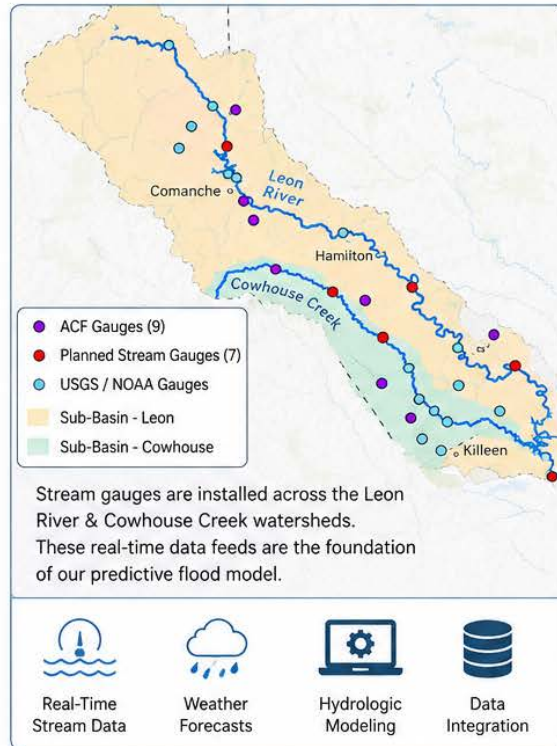 Comanche
Leon
River
Hamilton
Cowhouse Creek
ACF Gauges (9)
Planned Stream Gauges (7)
USGS / NOAA Gauges
Sub-Basin - Leon
Sub-Basin - Cowhouse
Killeen
Stream gauges are installed across the Leon
River & Cowhouse Creek watersheds.
These real-time data feeds are the foundation
of our predictive flood model.
Real-Time
Stream Data
Weather
Forecasts
Hydrologic
Modeling
Data
Integration